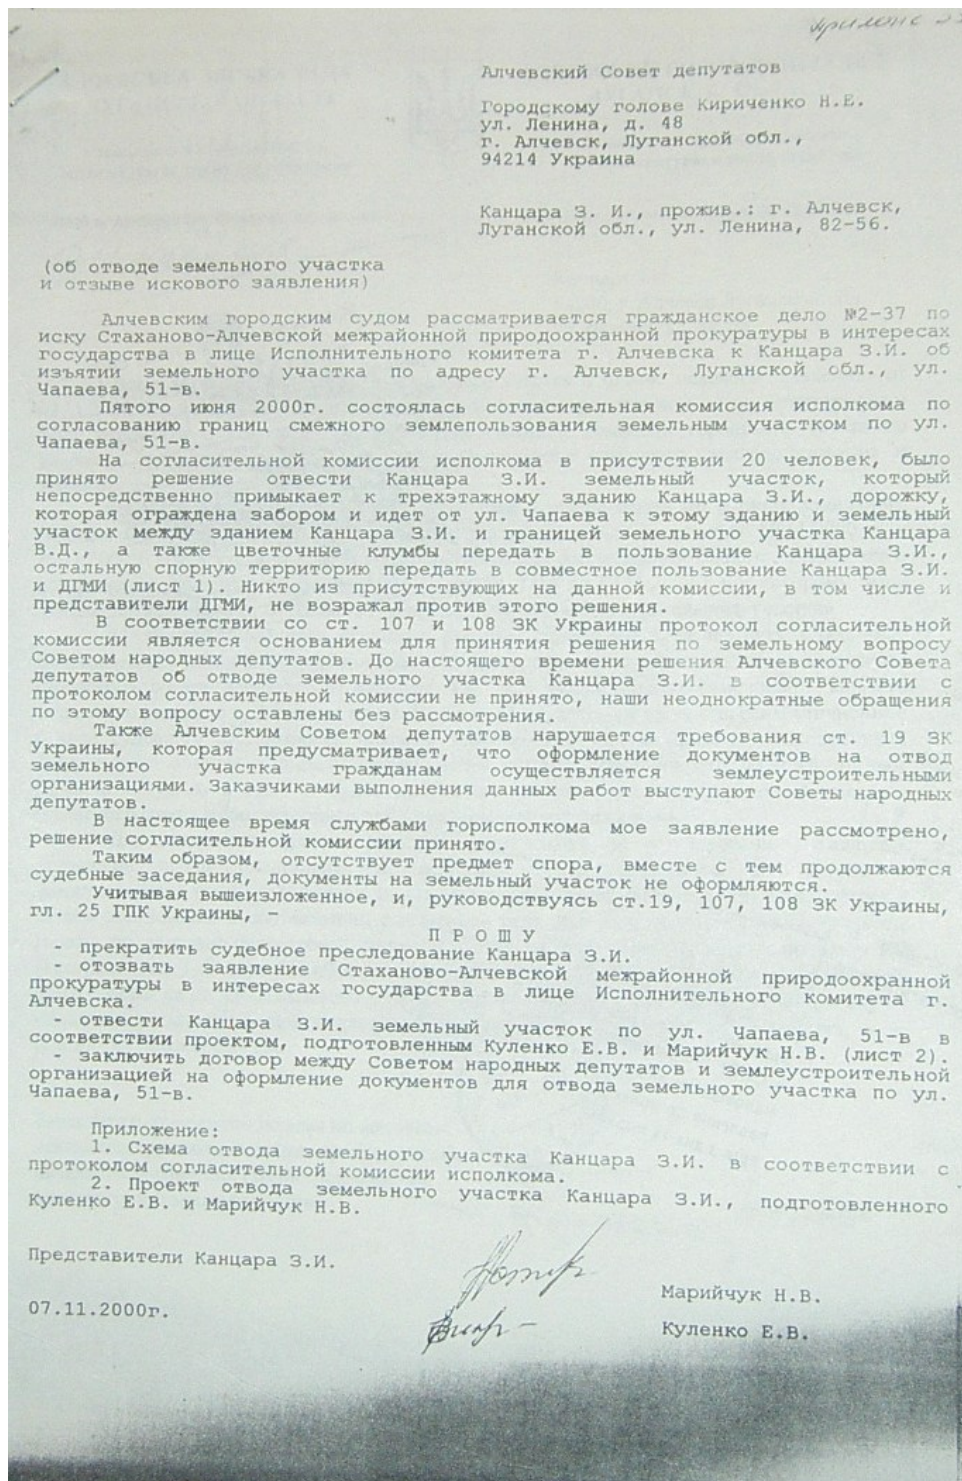 Алчевский Совет депутатов
Городскому голове Кириченко Н.Е.
ул. Ленина, д. 48
г. Алчевск, Луганской обл.,
94214 Украина
Канцара З. И., прожив.: г. Алчевск,
Луганской обл., ул. Ленина, 82-56.
(об отводе земельного участка
и отзыве искового заявления)
Алчевским городским судом рассматривается гражданское дело №2-37 по
иску Стаханово-Алчевской межрайонной природоохранной прокуратуры в интересах
государства в лице Исполнительного комитета г. Алчевска к Канцара З.И. об
изъятии земельного участка по адресу г. Алчевск, Луганской обл., ул.
Чапаева, 51-в.
Пятого июня 2000г. состоялась согласительная комиссия исполкома по
согласованию границ смежного землепользования земельным участком по ул.
Чапаева, 51-в.
На согласительной комиссии исполкома в присутствии 20 человек, было
принято решение отвести Канцара З.И. земельный участок, который
непосредственно примыкает к трехэтажному зданию Канцара З.И., дорожку,
которая ограждена забором и идет от ул. Чапаева к этому зданию и земельный
участок между зданием Канцара З.И. и границей земельного участка Канцара
В.Д., а также цветочные клумбы передать в пользование Канцара З.И.,
остальную спорную территорию передать в совместное пользование Канцара З.И.
и ДГМИ (лист 1). Никто из присутствующих на данной комиссии, в том числе и
представители ДГМИ, не возражал против этого решения.
В соответствии со ст. 107 и 108 ЗК Украины протокол согласительной
комиссии является основанием для принятия решения по земельному вопросу
Советом народных депутатов. До настоящего времени решения Алчевского Совета
депутатов об отводе земельного участка Канцара З.И. в соответствии с
протоколом согласительной комиссии не принято, наши неоднократные обращения
по этому вопросу оставлены без рассмотрения.
Также Алчевским Советом депутатов нарушается требования ст. 19 ЗК
Украины, которая предусматривает, что оформление документов на отвод
земельного участка гражданам осуществляется землеустроительными
организациями. Заказчиками выполнения данных работ выступают Советы народных
депутатов.
В настоящее время службами горисполкома мое заявление рассмотрено,
решение согласительной комиссии принято.
Таким образом, отсутствует предмет спора, вместе с тем продолжаются
судебные заседания, документы на земельный участок не оформляются.
Учитывая вышеизложенное, и, руководствуясь ст.19, 107, 108 ЗК Украины,
гл. 25 ГПК Украины, -
П Р О Ш У
- прекратить судебное преследование Канцара З.И.
- отозвать заявление Стаханово-Алчевской межрайонной природоохранной
прокуратуры в интересах государства в лице Исполнительного комитета г.
Алчевска.
- отвести Канцара З.И. земельный участок по ул. Чапаева, 51-в в
соответствии проектом, подготовленным Куленко Е.В. и Марийчук Н.В. (лист 2).
- заключить договор между Советом народных депутатов и землеустроительной
организацией на оформление документов для отвода земельного участка по ул.
Чапаева, 51-в.
Приложение:
1. Схема отвода земельного участка Канцара З.И. в соответствии с
протоколом согласительной комиссии исполкома.
2. Проект отвода земельного участка Канцара З.И., подготовленного
Куленко Е.В. и Марийчук Н.В.
Представители Канцара З.И.
Марийчук Н.В.
07.11.2000г.
Куленко Е.В.